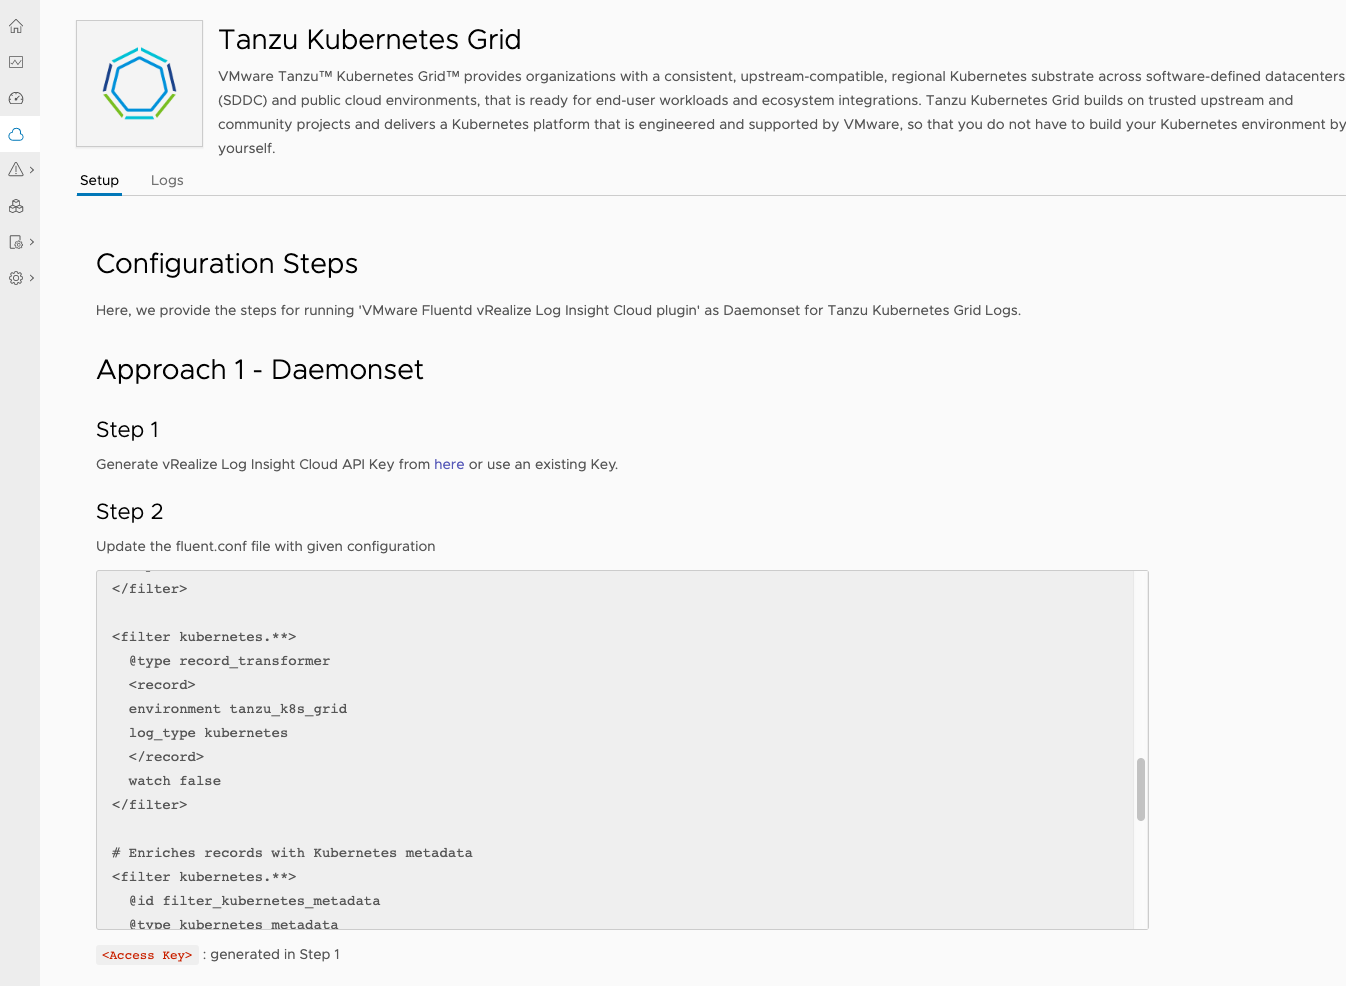 Tanzu Kubernetes Grid
VMware Tanzu™ Kubernetes Grid™ provides organizations with a consistent, upstream-compatible, regional Kubernetes substrate across software-defined datacenters
(SDDC) and public cloud environments, that is ready for end-user workloads and ecosystem integrations. Tanzu Kubernetes Grid builds on trusted upstream and
community projects and delivers a Kubernetes platform that is engineered and supported by VMware, so that you do not have to build your Kubernetes environment by
yourself.
Setup Logs
Configuration Steps
Here, we provide the steps for running 'VMware Fluentd vRealize Log Insight Cloud plugin' as Daemonset for Tanzu Kubernetes Grid Logs.
Approach 1 - Daemonset
Step 1
Generate vRealize Log Insight Cloud API Key from here or use an existing Key.
Step 2
Update the fluent.conf file with given configuration
</filter>
<filter kubernetes.**>
@type record_transformer
<record>
environment tanzu_k8s_grid
log_type kubernetes
</record>
watch false
</filter>
# Enriches records with Kubernetes metadata
<filter kubernetes.**>
@id filter_kubernetes_metadata
@type kubernetes_metadata
<Access Key> : generated in Step 1